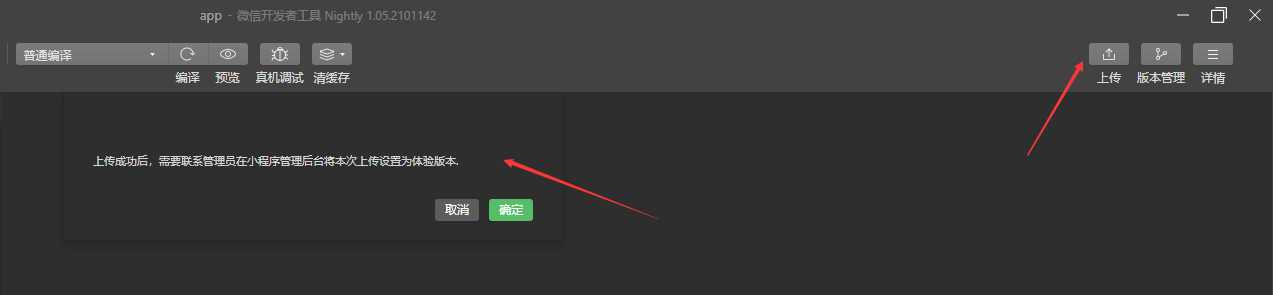 app - 微信开发者工具 Nightly 1.05.2101142
普通编译
编译 预览 真机调试 清缓存 上传 版本管理 详情
上传成功后，需要联系管理员在小程序管理后台将本次上传设置为体验版本.
取消 确定